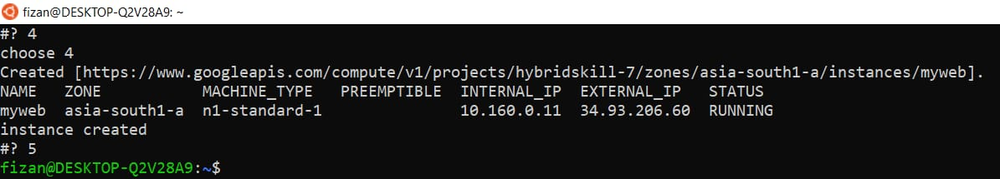 fizan@DESKTOP-Q2V28A9: ~
#? 4
choose 4
Created [https://www.googleapis.com/compute/v1/projects/hybridskill-7/zones/asia-south1-a/instances/myweb].
NAME   ZONE           MACHINE_TYPE   PREEMPTIBLE  INTERNAL_IP  EXTERNAL_IP   STATUS
myweb  asia-south1-a  n1-standard-1               10.160.0.11  34.93.206.60  RUNNING
instance created
#? 5
fizan@DESKTOP-Q2V28A9:~$